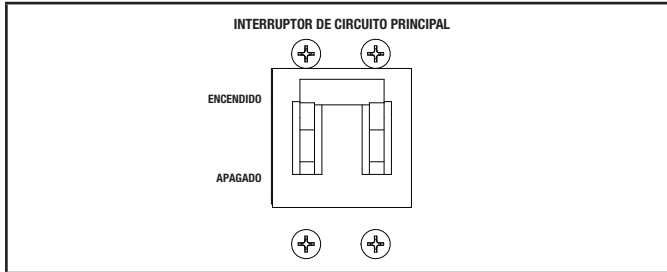 INTERRUPTOR DE CIRCUITO PRINCIPAL
ENCENDIDO
APAGADO